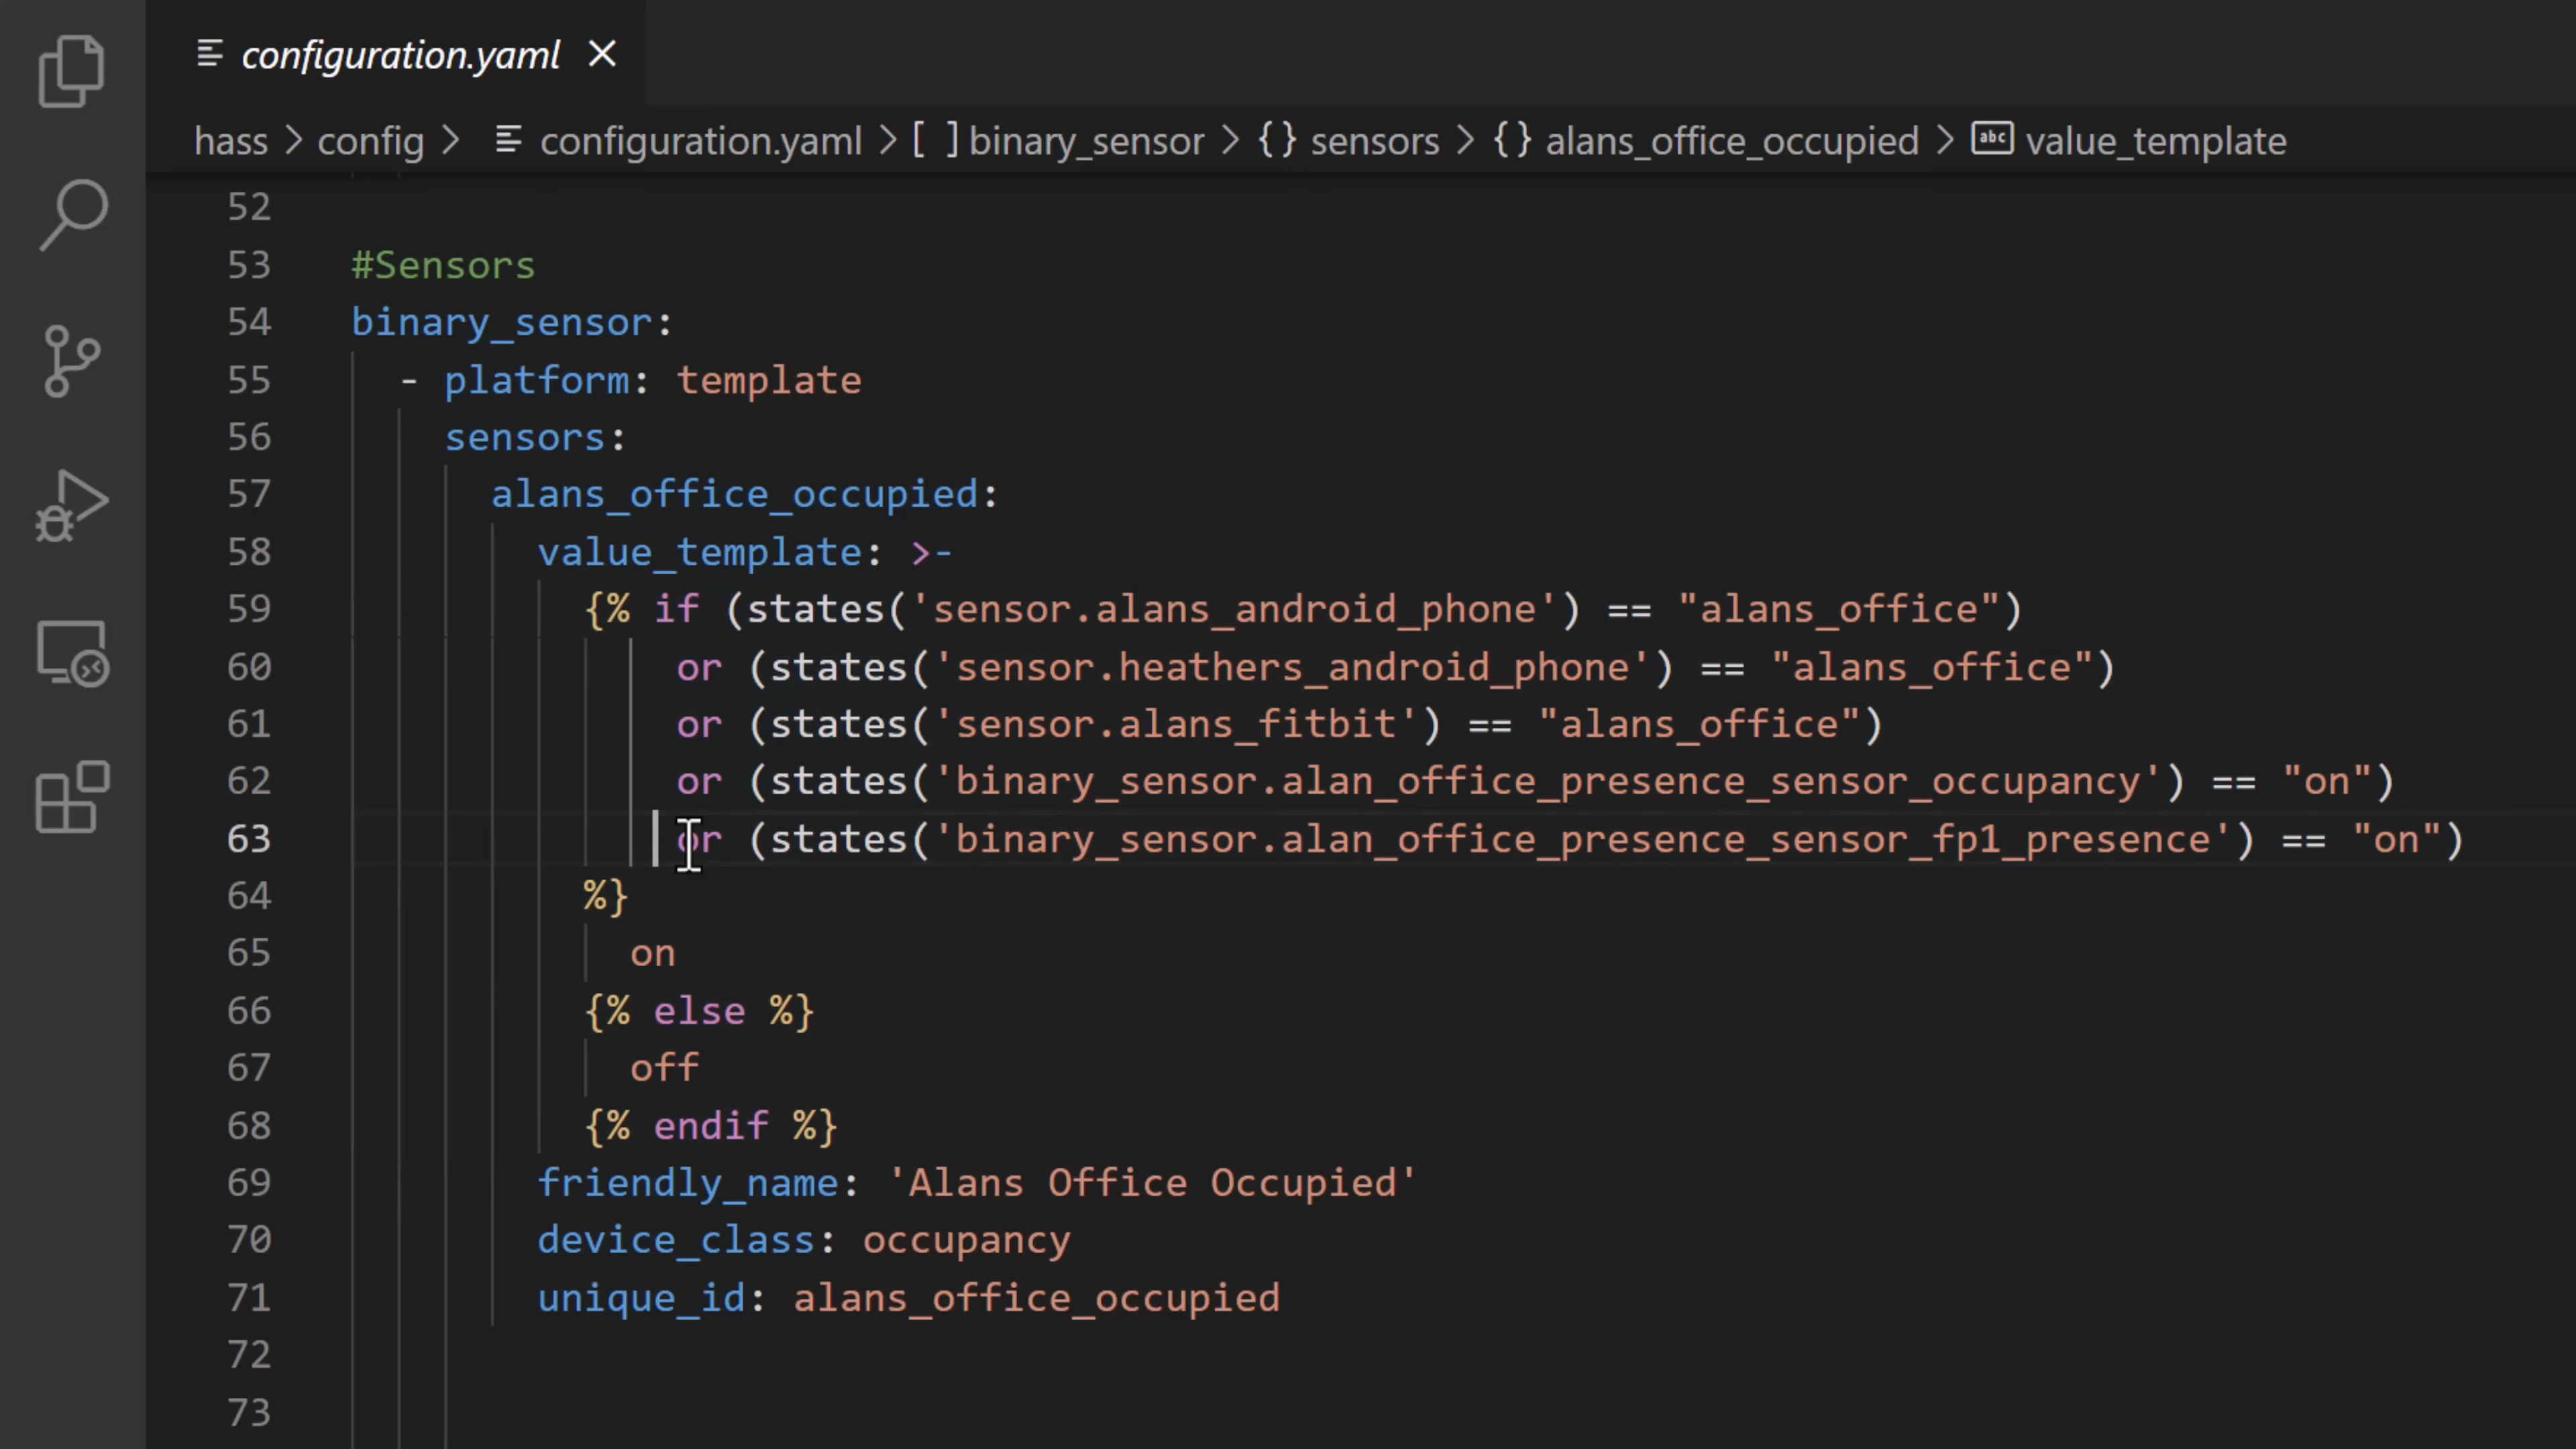 configuration.yaml
hass > config > configuration.yaml > [ ] binary_sensor > {} sensors > {} alans_office_occupied > abc value_template
52
53 #Sensors
54 binary_sensor:
55   - platform: template
56     sensors:
57       alans_office_occupied:
58         value_template: >-
59           {% if (states('sensor.alans_android_phone') == "alans_office")
60               or (states('sensor.heathers_android_phone') == "alans_office")
61               or (states('sensor.alans_fitbit') == "alans_office")
62               or (states('binary_sensor.alan_office_presence_sensor_occupancy') == "on")
63               or (states('binary_sensor.alan_office_presence_sensor_fp1_presence') == "on")
64           %}
65             on
66           {% else %}
67             off
68           {% endif %}
69         friendly_name: 'Alans Office Occupied'
70         device_class: occupancy
71         unique_id: alans_office_occupied
72
73